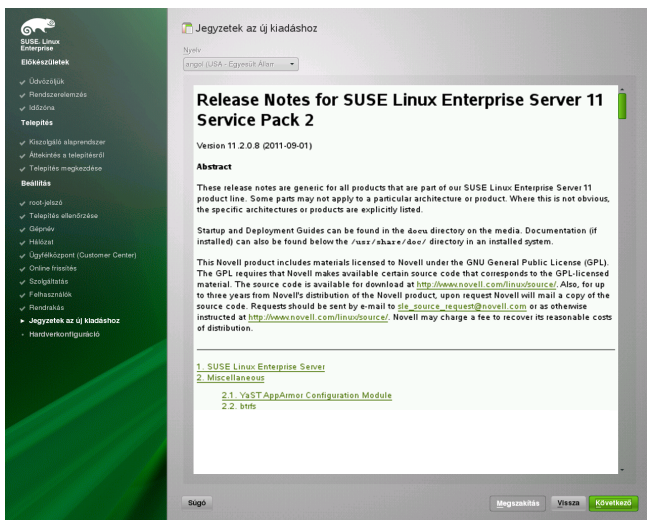 SUSE. Linux
Enterprise
Előkészületek
Üdvözöljük
Rendszerelemzés
Időzóna
Telepítés
Kiszolgáló alaprendszer
Áttekintés a telepítésről
Telepítés megkezdése
Beállítás
root-jelszó
Telepítés ellenőrzése
Gépnév
Hálózat
Ügyfélközpont (Customer Center)
Online frissítés
Szolgáltatás
Felhasználók
Rendrakás
Jegyzetek az új kiadáshoz
Hardverkonfiguráció
Jegyzetek az új kiadáshoz
Nyelv
angol (USA - Egyesült Állam
Release Notes for SUSE Linux Enterprise Server 11
Service Pack 2
Version 11.2.0.8 (2011-09-01)
Abstract
These release notes are generic for all products that are part of our SUSE Linux Enterprise Server 11
product line. Some parts may not apply to a particular architecture or product. Where this is not obvious,
the specific architectures or products are explicitly listed.
Startup and Deployment Guides can be found in the docu directory on the media. Documentation (if
installed) can also be found below the /usr/share/doc/ directory in an installed system.
This Novell product includes materials licensed to Novell under the GNU General Public License (GPL).
The GPL requires that Novell makes available certain source code that corresponds to the GPL-licensed
material. The source code is available for download at http://www.novell.com/linux/source/. Also, for up
to three years from Novell's distribution of the Novell product, upon request Novell will mail a copy of the
source code. Requests should be sent by e-mail to sle_source_request@novell.com or as otherwise
instructed at http://www.novell.com/linux/source/. Novell may charge a fee to recover its reasonable costs
of distribution.
1. SUSE Linux Enterprise Server
2. Miscellaneous
2.1. YaST AppArmor Configuration Module
2.2. btrfs
Súgó
Megszakítás
Vissza
Következő